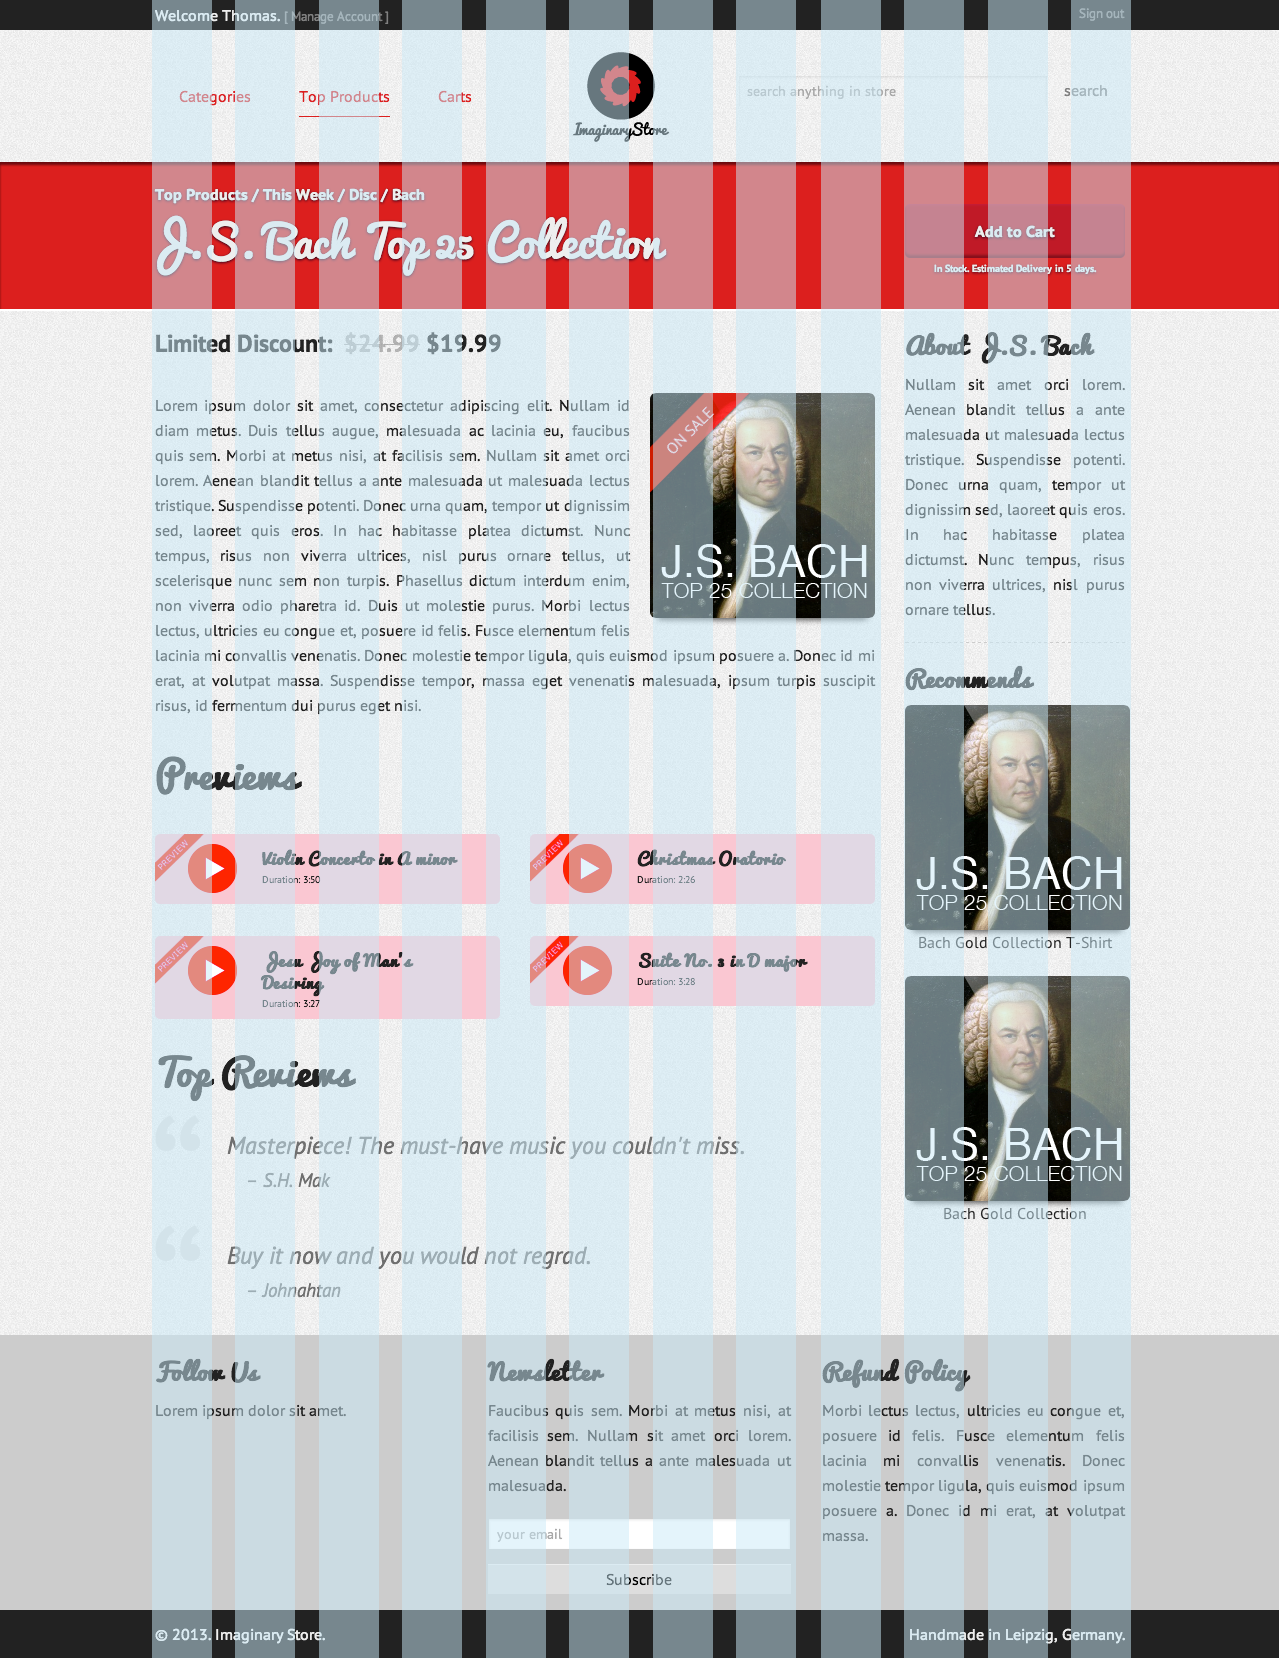 Welcome Thomas. [ Manage Account ]
Sign out
Categories
Top Products
Carts
ImaginaryStore
search anything in store
search
Top Products / This Week / Disc / Bach
J.S. Bach Top 25 Collection
Add to Cart
In Stock. Estimated Delivery in 5 days.
Limited Discount: $24.99 $19.99
Lorem ipsum dolor sit amet, consectetur adipiscing elit. Nullam id
diam metus. Duis tellus augue, malesuada ac lacinia eu, faucibus
quis sem. Morbi at metus nisi, at facilisis sem. Nullam sit amet orci
lorem. Aenean blandit tellus a ante malesuada ut malesuada lectus
tristique. Suspendisse potenti. Donec urna quam, tempor ut dignissim
sed, laoreet quis eros. In hac habitasse platea dictumst. Nunc
tempus, risus non viverra ultrices, nisl purus ornare tellus, ut
scelerisque nunc sem non turpis. Phasellus dictum interdum enim,
non viverra odio pharetra id. Duis ut molestie purus. Morbi lectus
lectus, ultricies eu congue et, posuere id felis. Fusce elementum felis
lacinia mi convallis venenatis. Donec molestie tempor ligula, quis euismod ipsum posuere a. Donec id mi
erat, at volutpat massa. Suspendisse tempor, massa eget venenatis malesuada, ipsum turpis suscipit
risus, id fermentum dui purus eget nisi.
ON SALE
J.S. BACH
TOP 25 COLLECTION
About J.S. Bach
Nullam sit amet orci lorem.
Aenean blandit tellus a ante
malesuada ut malesuada lectus
tristique. Suspendisse potenti.
Donec urna quam, tempor ut
dignissim sed, laoreet quis eros.
In hac habitasse platea
dictumst. Nunc tempus, risus
non viverra ultrices, nisl purus
ornare tellus.
Recommends
J.S. BACH
TOP 25 COLLECTION
Bach Gold Collection T-Shirt
J.S. BACH
TOP 25 COLLECTION
Bach Gold Collection
Previews
PREVIEW
Violin Concerto in A minor
Duration: 3:50
PREVIEW
Christmas Oratorio
Duration: 2:26
PREVIEW
Jesu Joy of Man's
Desiring
Duration: 3:27
PREVIEW
Suite No. 3 in D major
Duration: 3:28
Top Reviews
“
Masterpiece! The must-have music you couldn't miss.
– S.H. Mak
“
Buy it now and you would not regrad.
– Johnahtan
Follow Us
Lorem ipsum dolor sit amet.
Newsletter
Faucibus quis sem. Morbi at metus nisi, at
facilisis sem. Nullam sit amet orci lorem.
Aenean blandit tellus a ante malesuada ut
malesuada.
your email
Subscribe
Refund Policy
Morbi lectus lectus, ultricies eu congue et,
posuere id felis. Fusce elementum felis
lacinia mi convallis venenatis. Donec
molestie tempor ligula, quis euismod ipsum
posuere a. Donec id mi erat, at volutpat
massa.
© 2013. Imaginary Store.
Handmade in Leipzig, Germany.